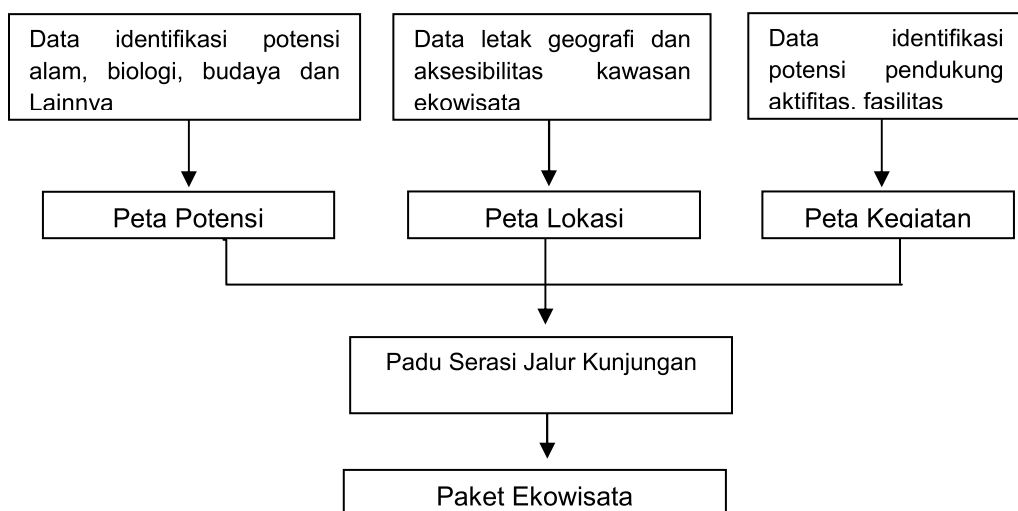 Data identifikasi potensi
alam, biologi, budaya dan
Lainnya
Data letak geografi dan
aksesibilitas kawasan
ekowisata
Data identifikasi
potensi pendukung
aktifitas, fasilitas
Peta Potensi
Peta Lokasi
Peta Kegiatan
Padu Serasi Jalur Kunjungan
Paket Ekowisata